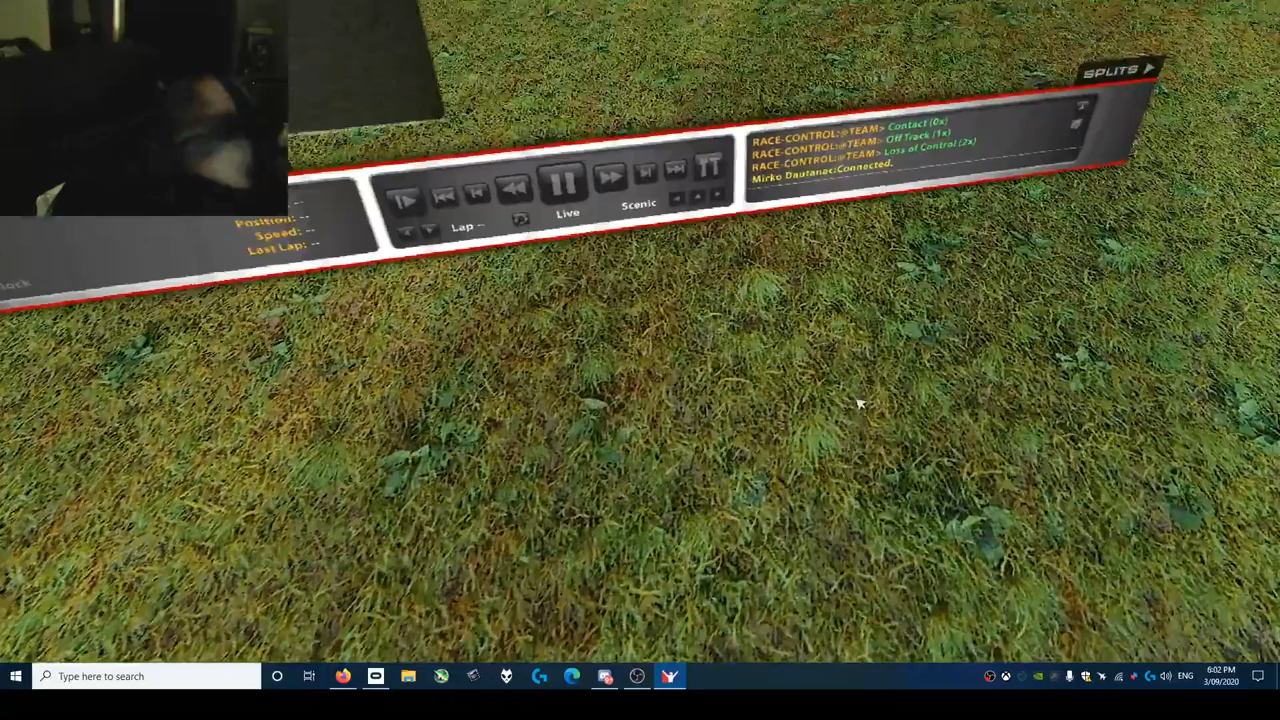 SPLITS
RACE-CONTROL:@TEAM> Contact (0x)
RACE-CONTROL:@TEAM> Off Track (1x)
RACE-CONTROL:@TEAM> Loss of Control (2x)
Mirko Dautanac:Connected.
Position: --
Speed: --
Last Lap: --
Lap --
Live
Scenic
Type here to search
ENG
6:02 PM
3/09/2020